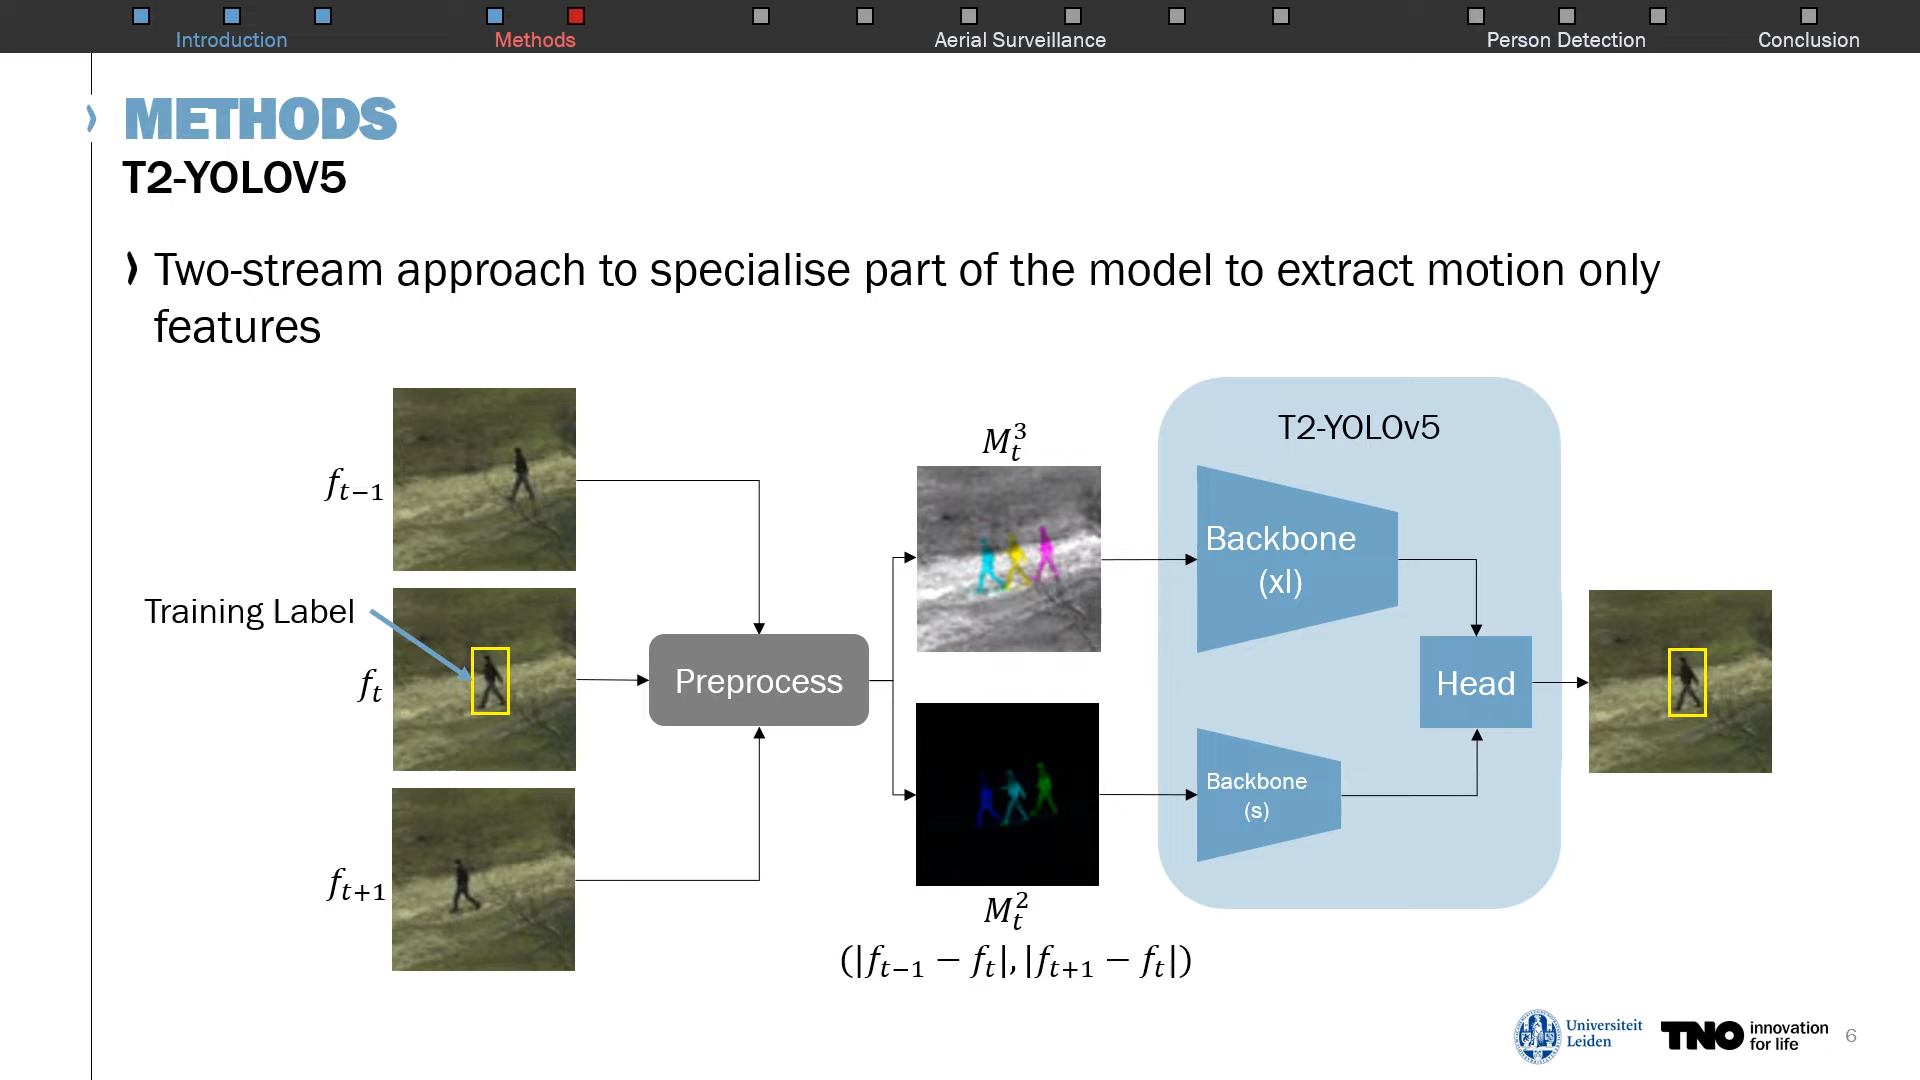 Introduction
Methods
Aerial Surveillance
Person Detection
Conclusion
METHODS
T2-YOLOV5
Two-stream approach to specialise part of the model to extract motion only
features
T2-YOLOv5
$M_t^3$
$f_{t-1}$
Backbone
(xl)
Training Label
$f_t$
Preprocess
Head
Backbone
(s)
$f_{t+1}$
$M_t^2$
$(|f_{t-1} - f_t|, |f_{t+1} - f_t|)$
Universiteit
Leiden
TNO innovation
for life
6